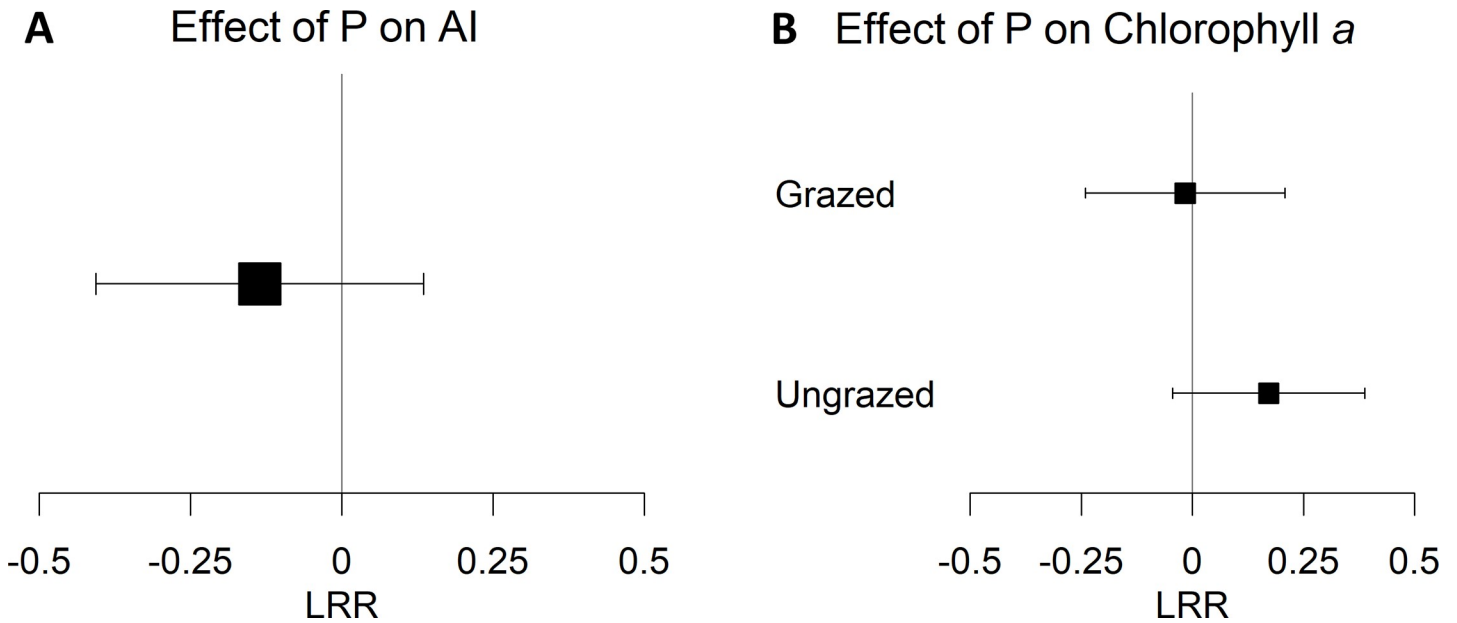 A Effect of P on AI
-0.5 -0.25 0 0.25 0.5
LRR
B Effect of P on Chlorophyll a
Grazed
Ungrazed
-0.5 -0.25 0 0.25 0.5
LRR